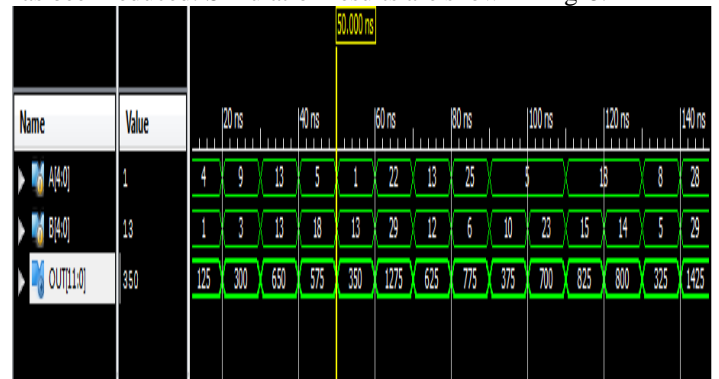 50.000 ns
Name Value 20 ns 40 ns 60 ns 80 ns 100 ns 120 ns 140 ns
A[4:0] 1 4 9 13 5 1 22 13 25 5 18 8 28
B[4:0] 13 1 3 13 18 13 29 12 6 10 23 15 14 5 29
OUT[11:0] 350 125 300 650 575 350 1275 625 775 375 700 825 800 325 1425